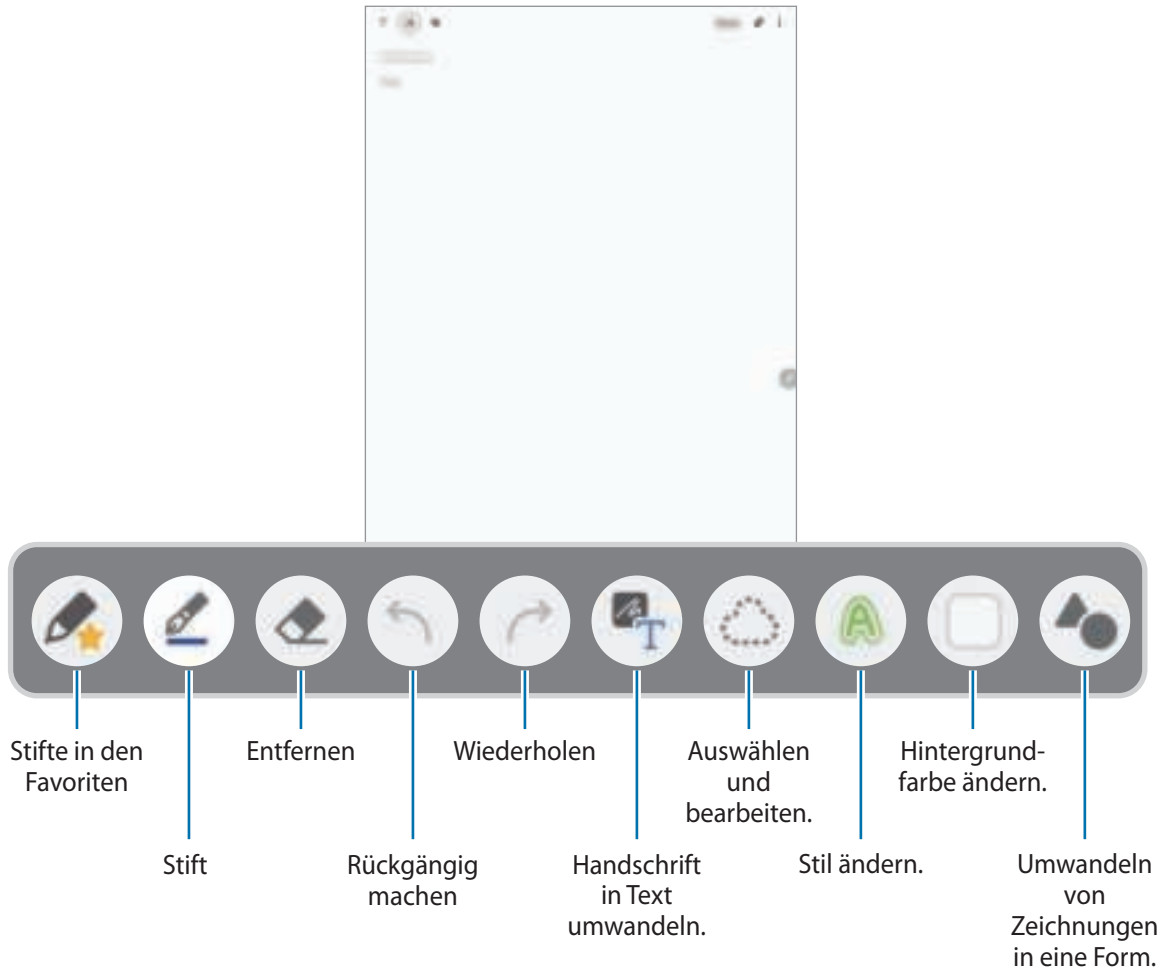 Stifte in den
Favoriten
Entfernen
Wiederholen
Auswählen
und
bearbeiten.
Hintergrund-
farbe ändern.
Stift
Rückgängig
machen
Handschrift
in Text
umwandeln.
Stil ändern.
Umwandeln
von
Zeichnungen
in eine Form.